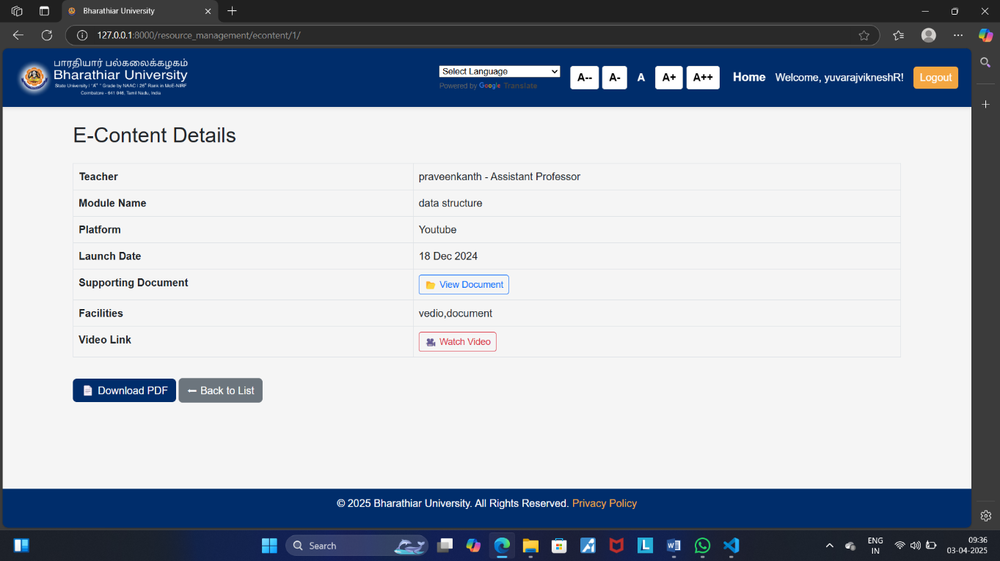 Bharathiar University
127.0.0.1:8000/resource_management/econtent/1/
பாரதியார் பல்கலைக்கழகம்
Bharathiar University
State University | "A++" Grade by NAAC | 26th Rank in MoE-NIRF
Coimbatore - 641 046, Tamil Nadu, India
Select Language
Powered by Google Translate
A-- A- A A+ A++ Home Welcome, yuvarajvikneshR! Logout
E-Content Details
Teacher praveenkanth - Assistant Professor
Module Name data structure
Platform Youtube
Launch Date 18 Dec 2024
Supporting Document View Document
Facilities vedio,document
Video Link Watch Video
Download PDF Back to List
© 2025 Bharathiar University. All Rights Reserved. Privacy Policy
Search
ENG
IN
09:36
03-04-2025